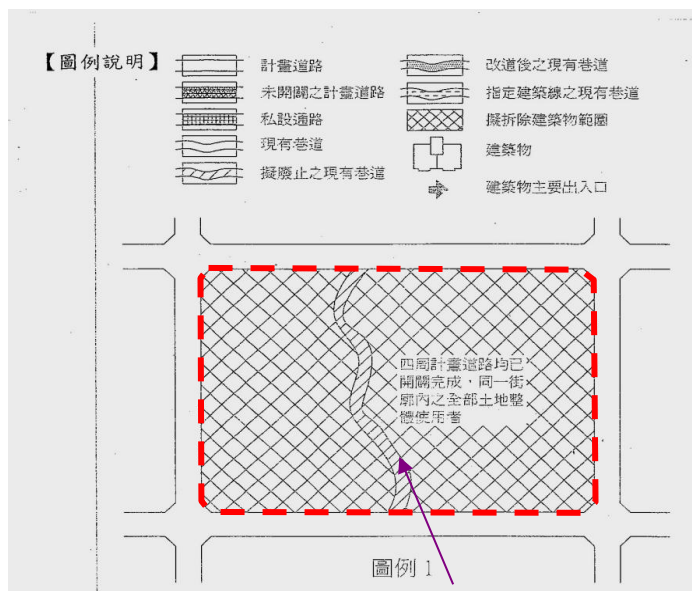 【圖例說明】
計畫道路
未開闢之計畫道路
私設通路
現有巷道
擬廢止之現有巷道
改道後之現有巷道
指定建築線之現有巷道
擬拆除建築物範圍
建築物
建築物主要出入口
四周計畫道路均已
開闢完成，同一街
廓內之全部土地整
體使用者
圖例 1